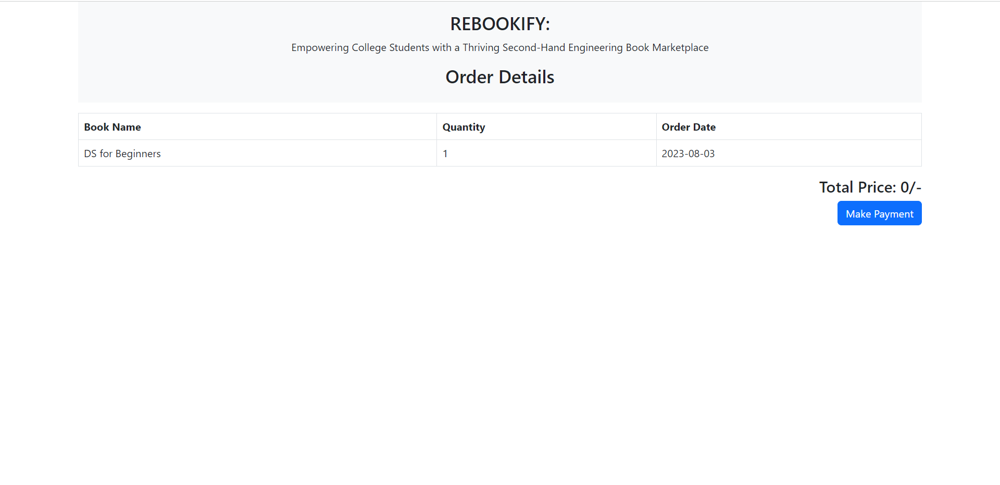 REBOOKIFY:
Empowering College Students with a Thriving Second-Hand Engineering Book Marketplace
Order Details
Book Name Quantity Order Date
DS for Beginners 1 2023-08-03
Total Price: 0/-
Make Payment